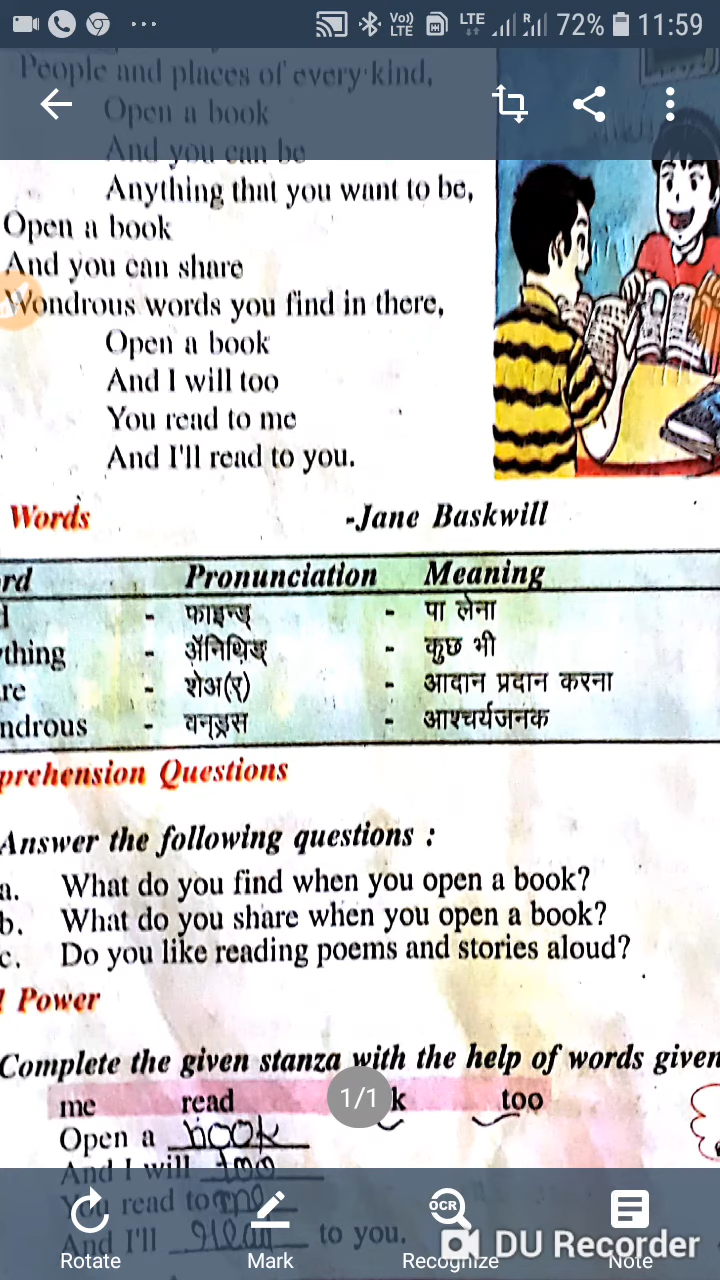 Vo)) LTE LTE R 72% 11:59
People and places of every kind,
Open a book
And you can be
Anything that you want to be,
Open a book
And you can share
Wondrous words you find in there,
Open a book
And I will too
You read to me
And I'll read to you.
Words -Jane Baskwill
rd Pronunciation Meaning
d - फाइन्ड् - पा लेना
thing - ॲनिथिङ् - कुछ भी
re - शेअ(र) - आदान प्रदान करना
ndrous - वन्ड्रस - आश्चर्यजनक
prehension Questions
Answer the following questions :
a. What do you find when you open a book?
b. What do you share when you open a book?
c. Do you like reading poems and stories aloud?
l Power
Complete the given stanza with the help of words given
me read 1/1 k too
Open a book
And I will too
You read to me
And I'll to you.
OCR
DU Recorder
Rotate Mark Recognize Note